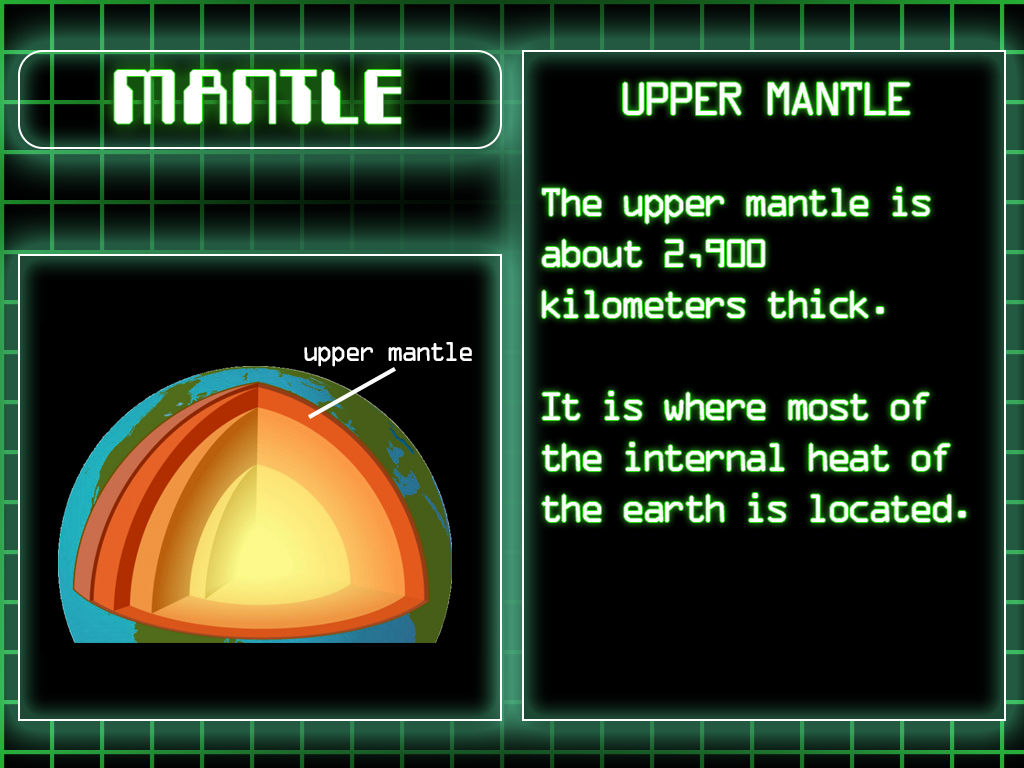 MANTLE
UPPER MANTLE
The upper mantle is
about 2,900
kilometers thick.
It is where most of
the internal heat of
the earth is located.
upper mantle